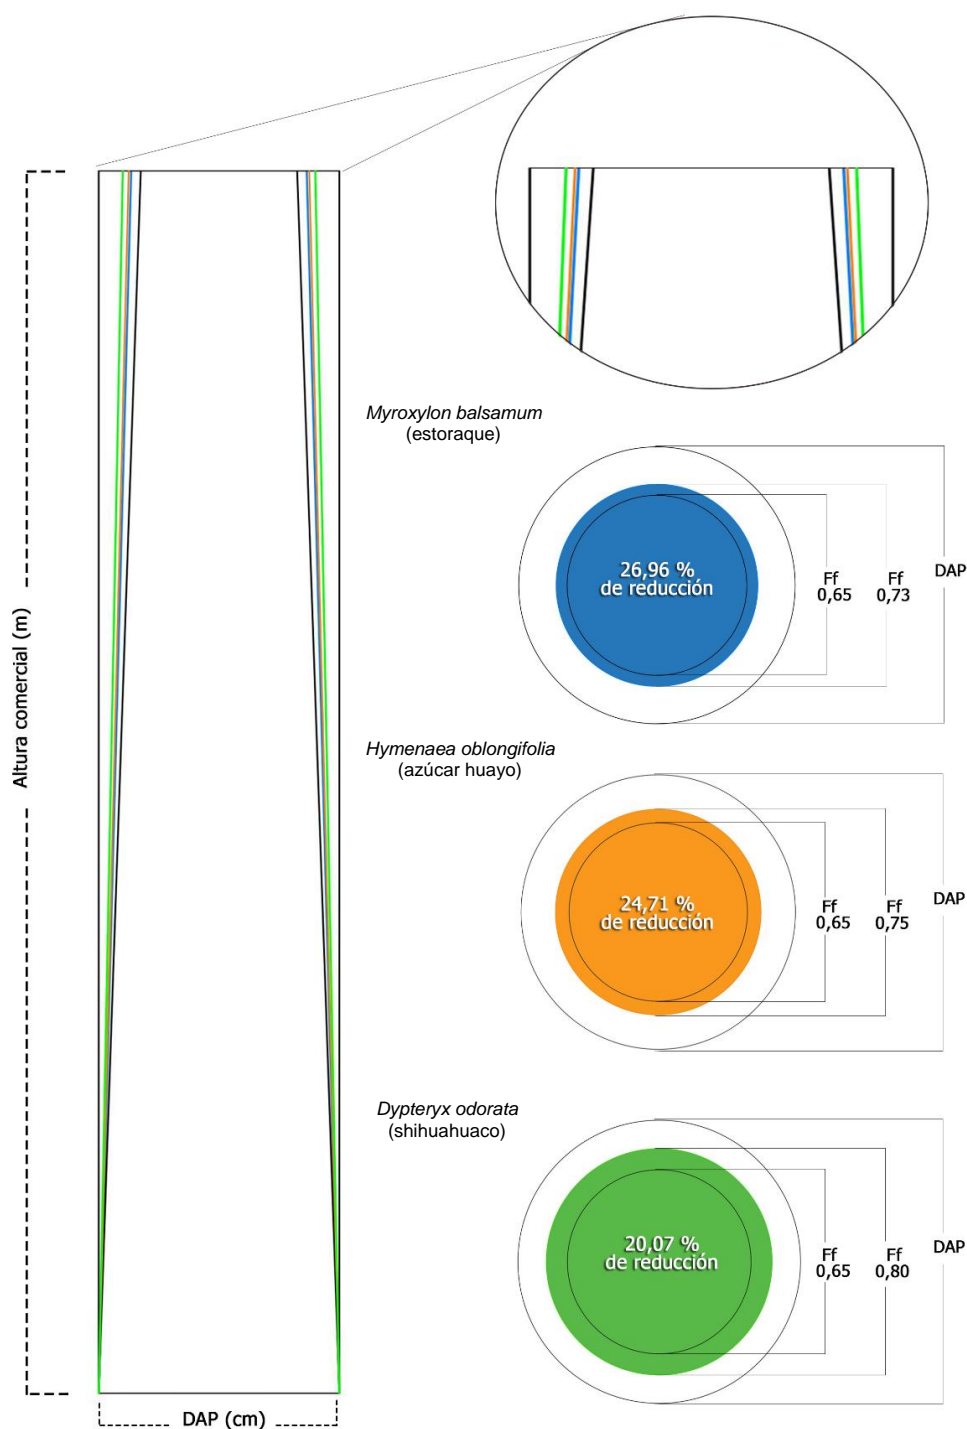 Myroxylon balsamum
(estoraque)
26,96 %
de reducción
Ff
0,65
Ff
0,73
DAP
Altura comercial (m)
Hymenaea oblongifolia
(azúcar huayo)
24,71 %
de reducción
Ff
0,65
Ff
0,75
DAP
Dypteryx odorata
(shihuahuaco)
20,07 %
de reducción
Ff
0,65
Ff
0,80
DAP
DAP (cm)